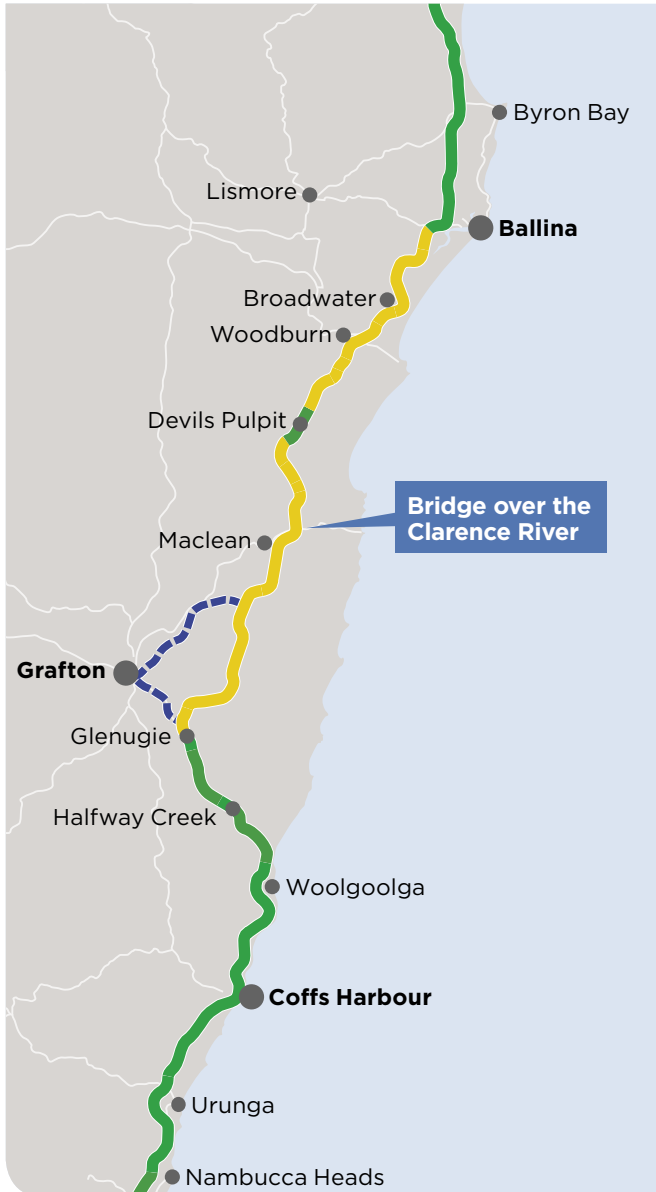 Byron Bay
Lismore
Ballina
Broadwater
Woodburn
Devils Pulpit
Bridge over the
Clarence River
Maclean
Grafton
Glenugie
Halfway Creek
Woolgoolga
Coffs Harbour
Urunga
Nambucca Heads